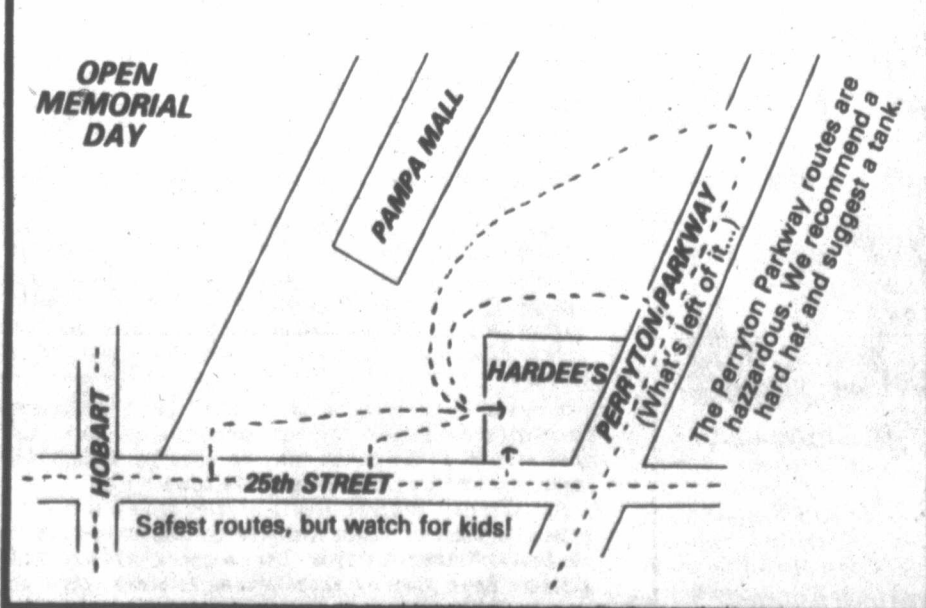 OPEN
MEMORIAL
DAY
PAMPA MALL
HARDEE'S
PERRYTON PARKWAY
(What's left of it...)
The Perryton Parkway routes are
hazzardous. We recommend a
hard hat and suggest a tank.
HOBART
25th STREET
Safest routes, but watch for kids!